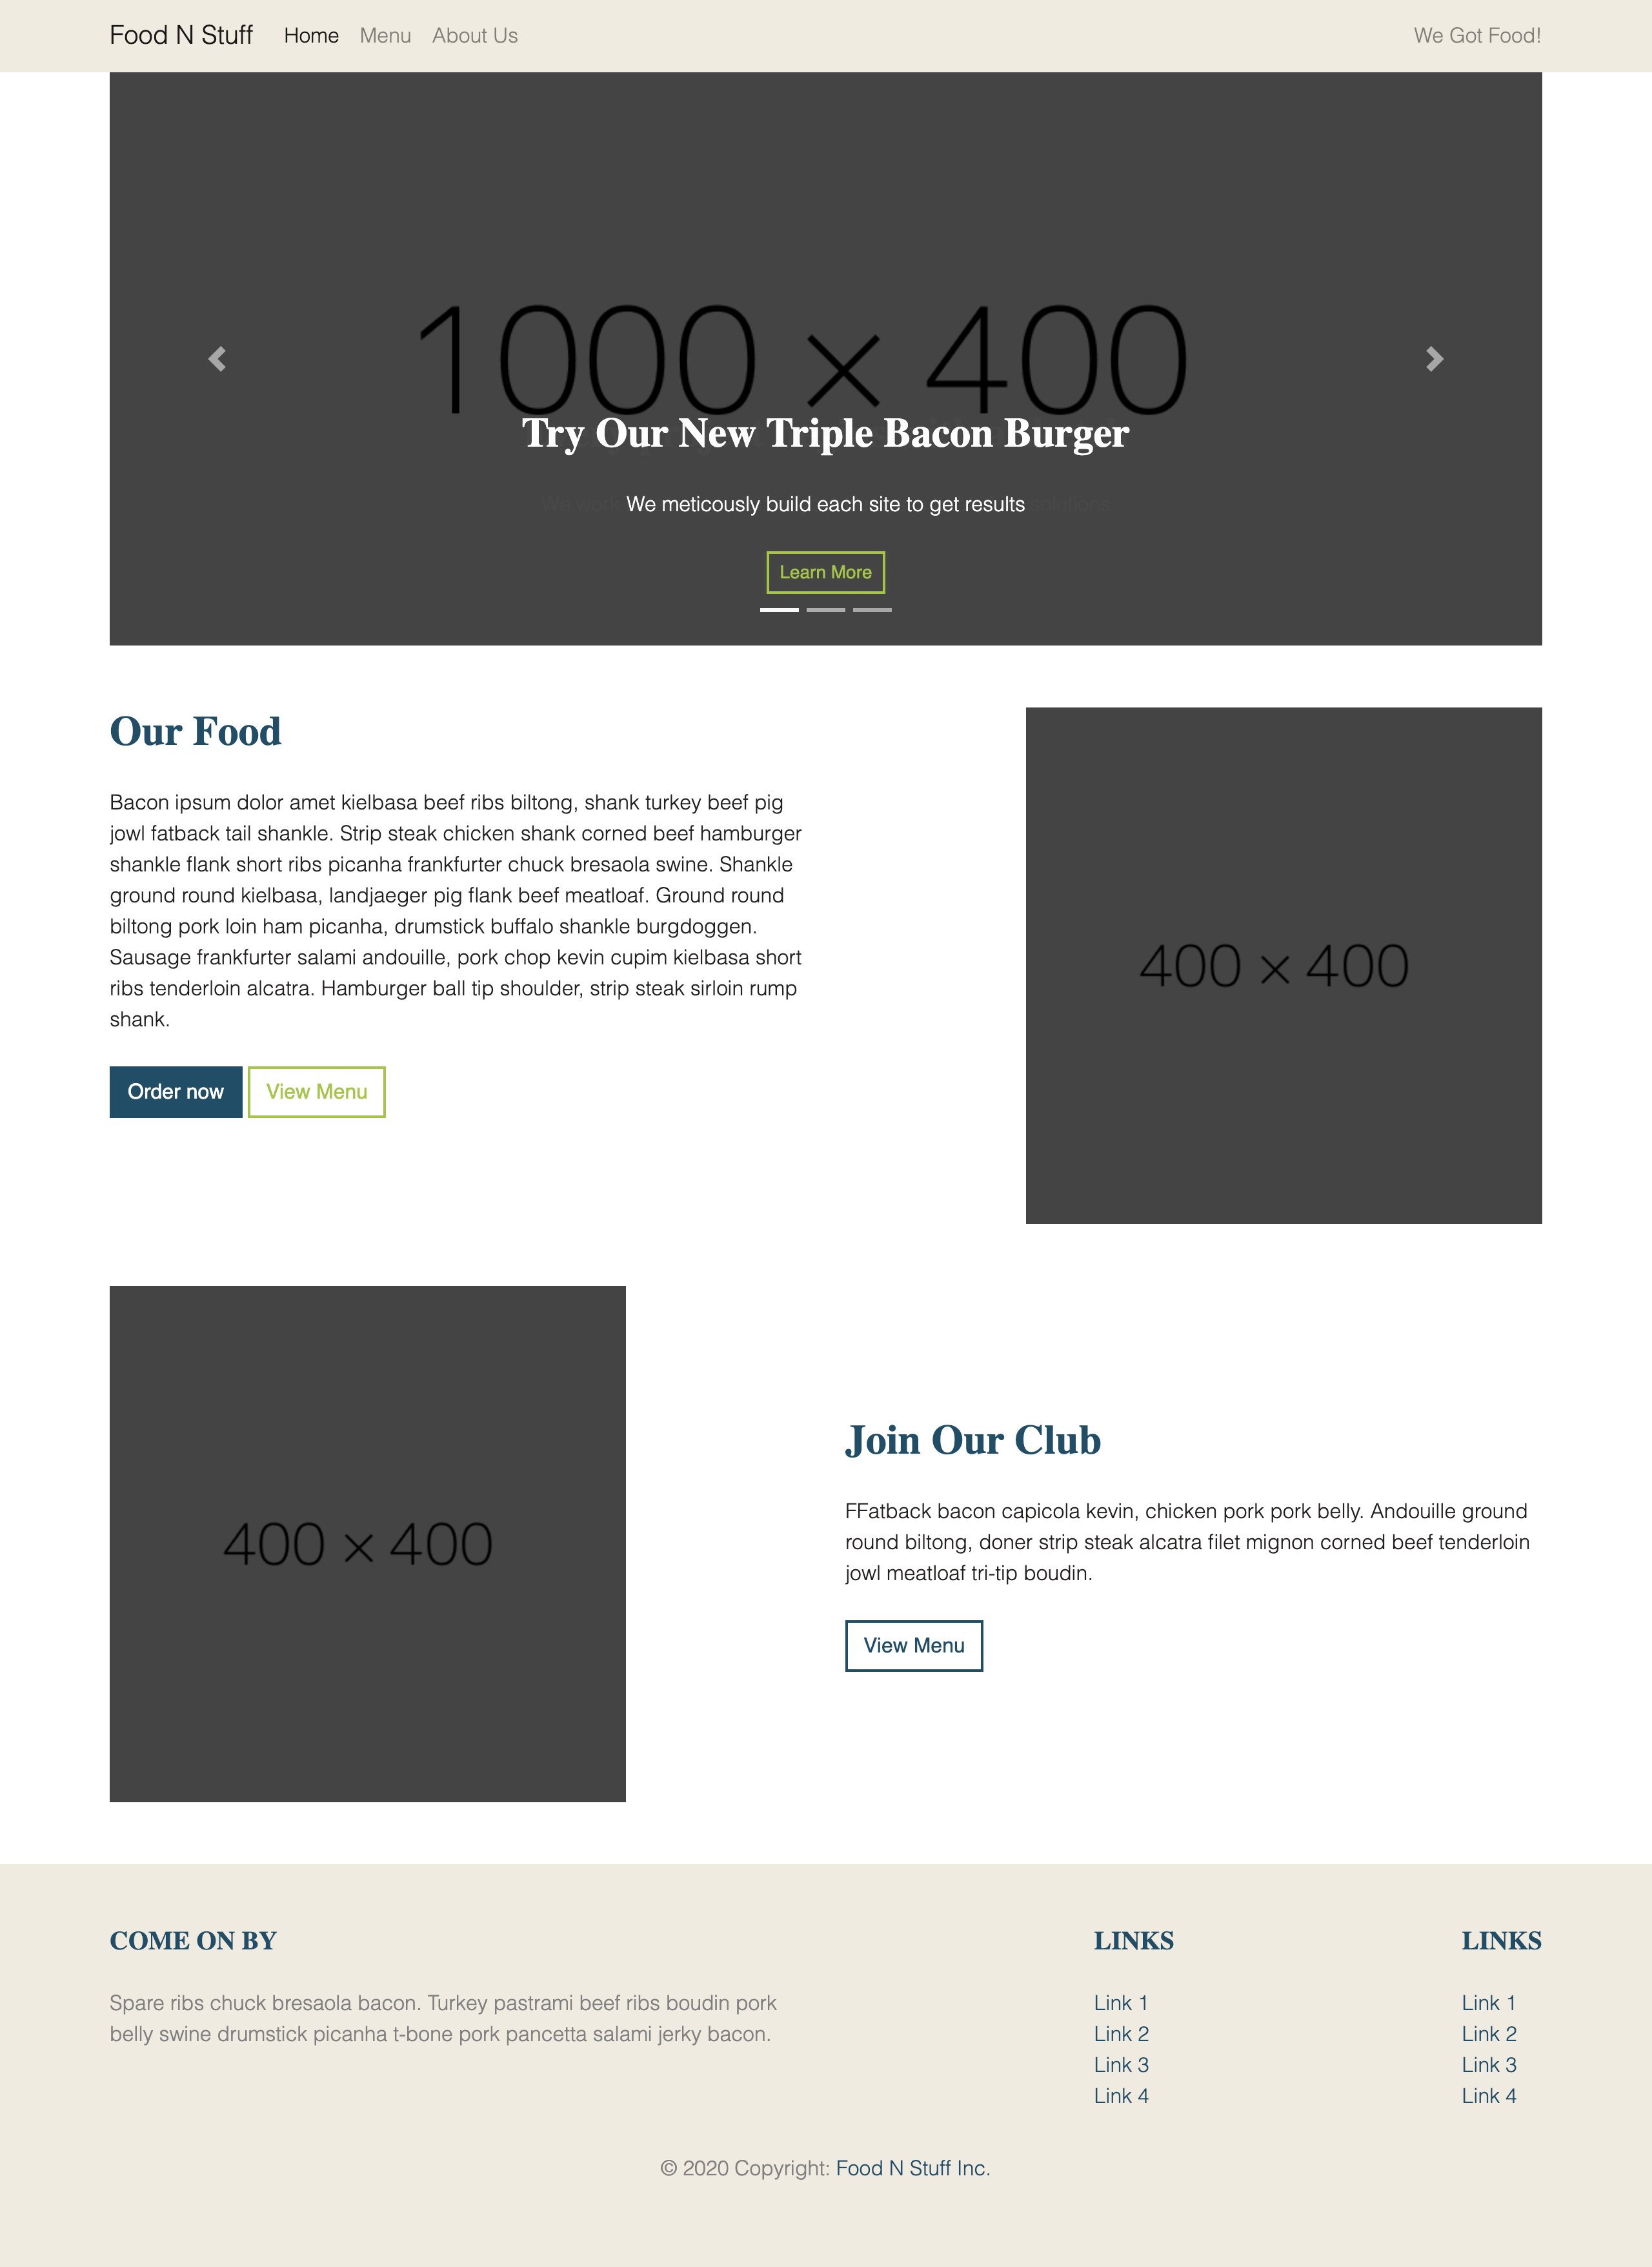 Food N Stuff Home Menu About Us We Got Food!
1000 × 400
Try Our New Triple Bacon Burger
We work We meticously build each site to get results solutions
Learn More
Our Food
Bacon ipsum dolor amet kielbasa beef ribs biltong, shank turkey beef pig
jowl fatback tail shankle. Strip steak chicken shank corned beef hamburger
shankle flank short ribs picanha frankfurter chuck bresaola swine. Shankle
ground round kielbasa, landjaeger pig flank beef meatloaf. Ground round
biltong pork loin ham picanha, drumstick buffalo shankle burgdoggen.
Sausage frankfurter salami andouille, pork chop kevin cupim kielbasa short
ribs tenderloin alcatra. Hamburger ball tip shoulder, strip steak sirloin rump
shank.
Order now View Menu
400 × 400
400 × 400
Join Our Club
FFatback bacon capicola kevin, chicken pork pork belly. Andouille ground
round biltong, doner strip steak alcatra filet mignon corned beef tenderloin
jowl meatloaf tri-tip boudin.
View Menu
COME ON BY
Spare ribs chuck bresaola bacon. Turkey pastrami beef ribs boudin pork
belly swine drumstick picanha t-bone pork pancetta salami jerky bacon.
LINKS
Link 1
Link 2
Link 3
Link 4
LINKS
Link 1
Link 2
Link 3
Link 4
© 2020 Copyright: Food N Stuff Inc.